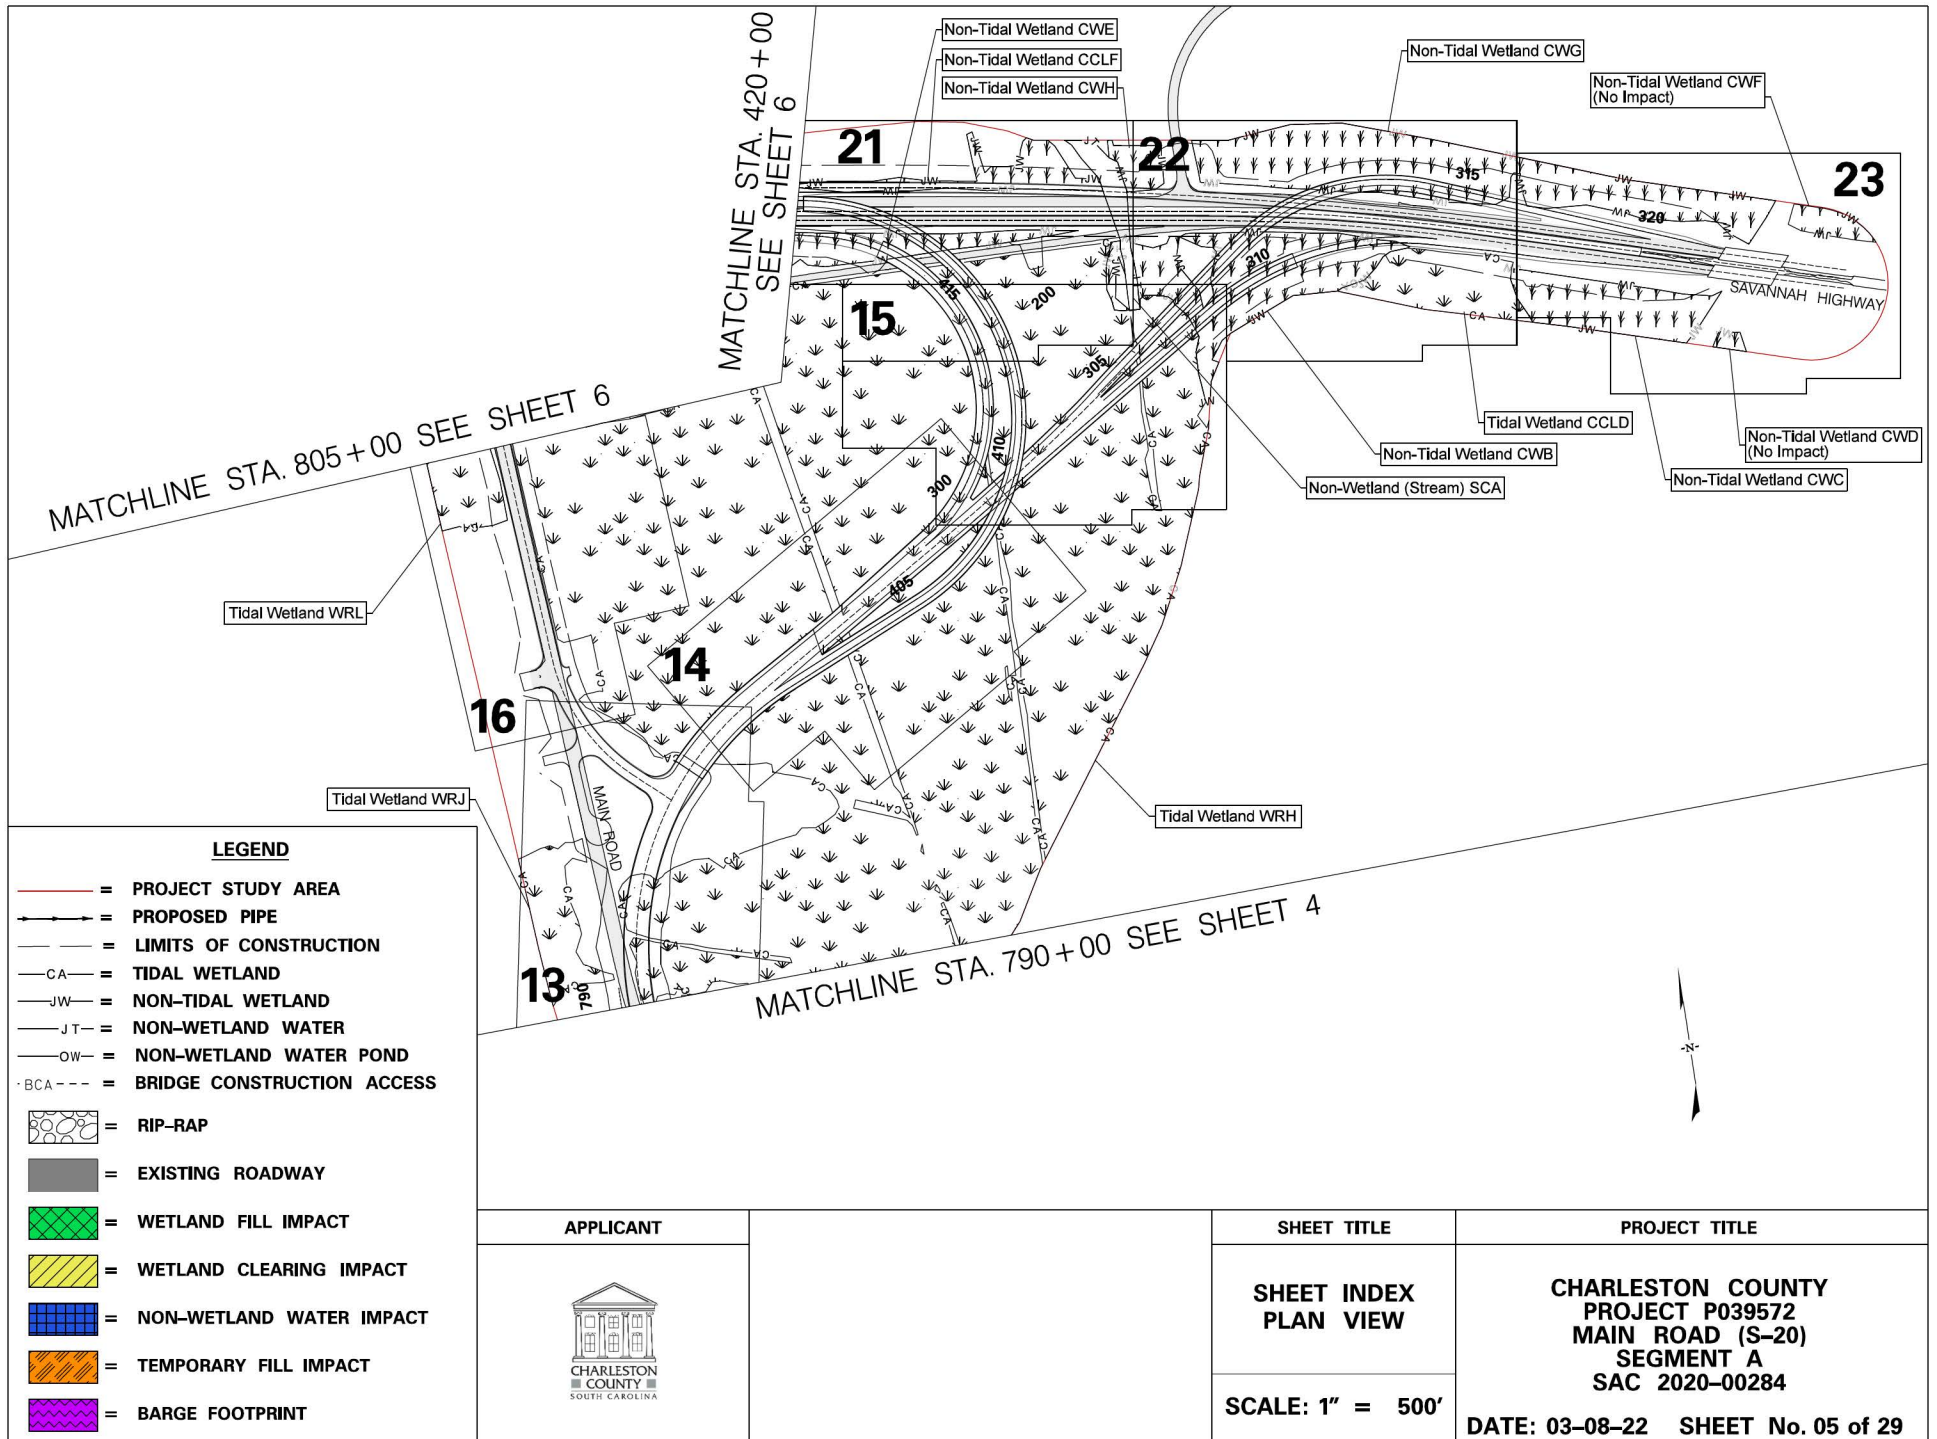 Non-Tidal Wetland CWE
Non-Tidal Wetland CCLF
Non-Tidal Wetland CWH
Non-Tidal Wetland CWG
Non-Tidal Wetland CWF
(No Impact)
MATCHLINE STA. 420+00
SEE SHEET 6
21
22
23
15
315
320
310
415
200
305
410
300
405
SAVANNAH HIGHWAY
MATCHLINE STA. 805+00 SEE SHEET 6
Tidal Wetland CCLD
Non-Tidal Wetland CWB
Non-Tidal Wetland CWD
(No Impact)
Non-Tidal Wetland CWC
Non-Wetland (Stream) SCA
Tidal Wetland WRL
14
16
Tidal Wetland WRJ
MAIN ROAD
Tidal Wetland WRH
13
790
MATCHLINE STA. 790+00 SEE SHEET 4
-N-
LEGEND
= PROJECT STUDY AREA
= PROPOSED PIPE
= LIMITS OF CONSTRUCTION
CA = TIDAL WETLAND
JW = NON-TIDAL WETLAND
JT = NON-WETLAND WATER
OW = NON-WETLAND WATER POND
-BCA--- = BRIDGE CONSTRUCTION ACCESS
= RIP-RAP
= EXISTING ROADWAY
= WETLAND FILL IMPACT
= WETLAND CLEARING IMPACT
= NON-WETLAND WATER IMPACT
= TEMPORARY FILL IMPACT
= BARGE FOOTPRINT
APPLICANT
CHARLESTON
COUNTY
SOUTH CAROLINA
SHEET TITLE
SHEET INDEX
PLAN VIEW
SCALE: 1" = 500'
PROJECT TITLE
CHARLESTON COUNTY
PROJECT P039572
MAIN ROAD (S-20)
SEGMENT A
SAC 2020-00284
DATE: 03-08-22 SHEET No. 05 of 29